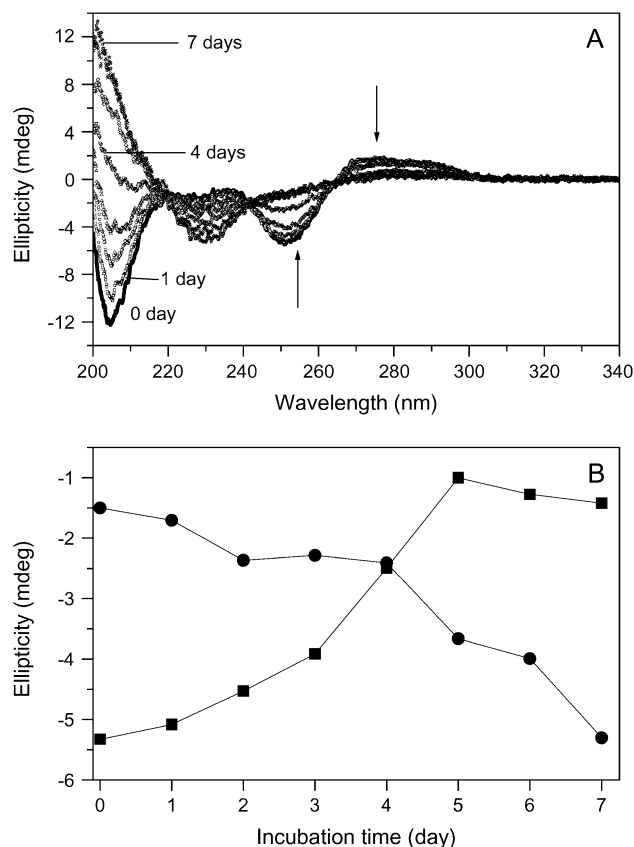 A
12
8
4
0
-4
-8
-12
7 days
4 days
1 day
0 day
Ellipticity (mdeg)
200 220 240 260 280 300 320 340
Wavelength (nm)
B
-1
-2
-3
-4
-5
-6
Ellipticity (mdeg)
0 1 2 3 4 5 6 7
Incubation time (day)